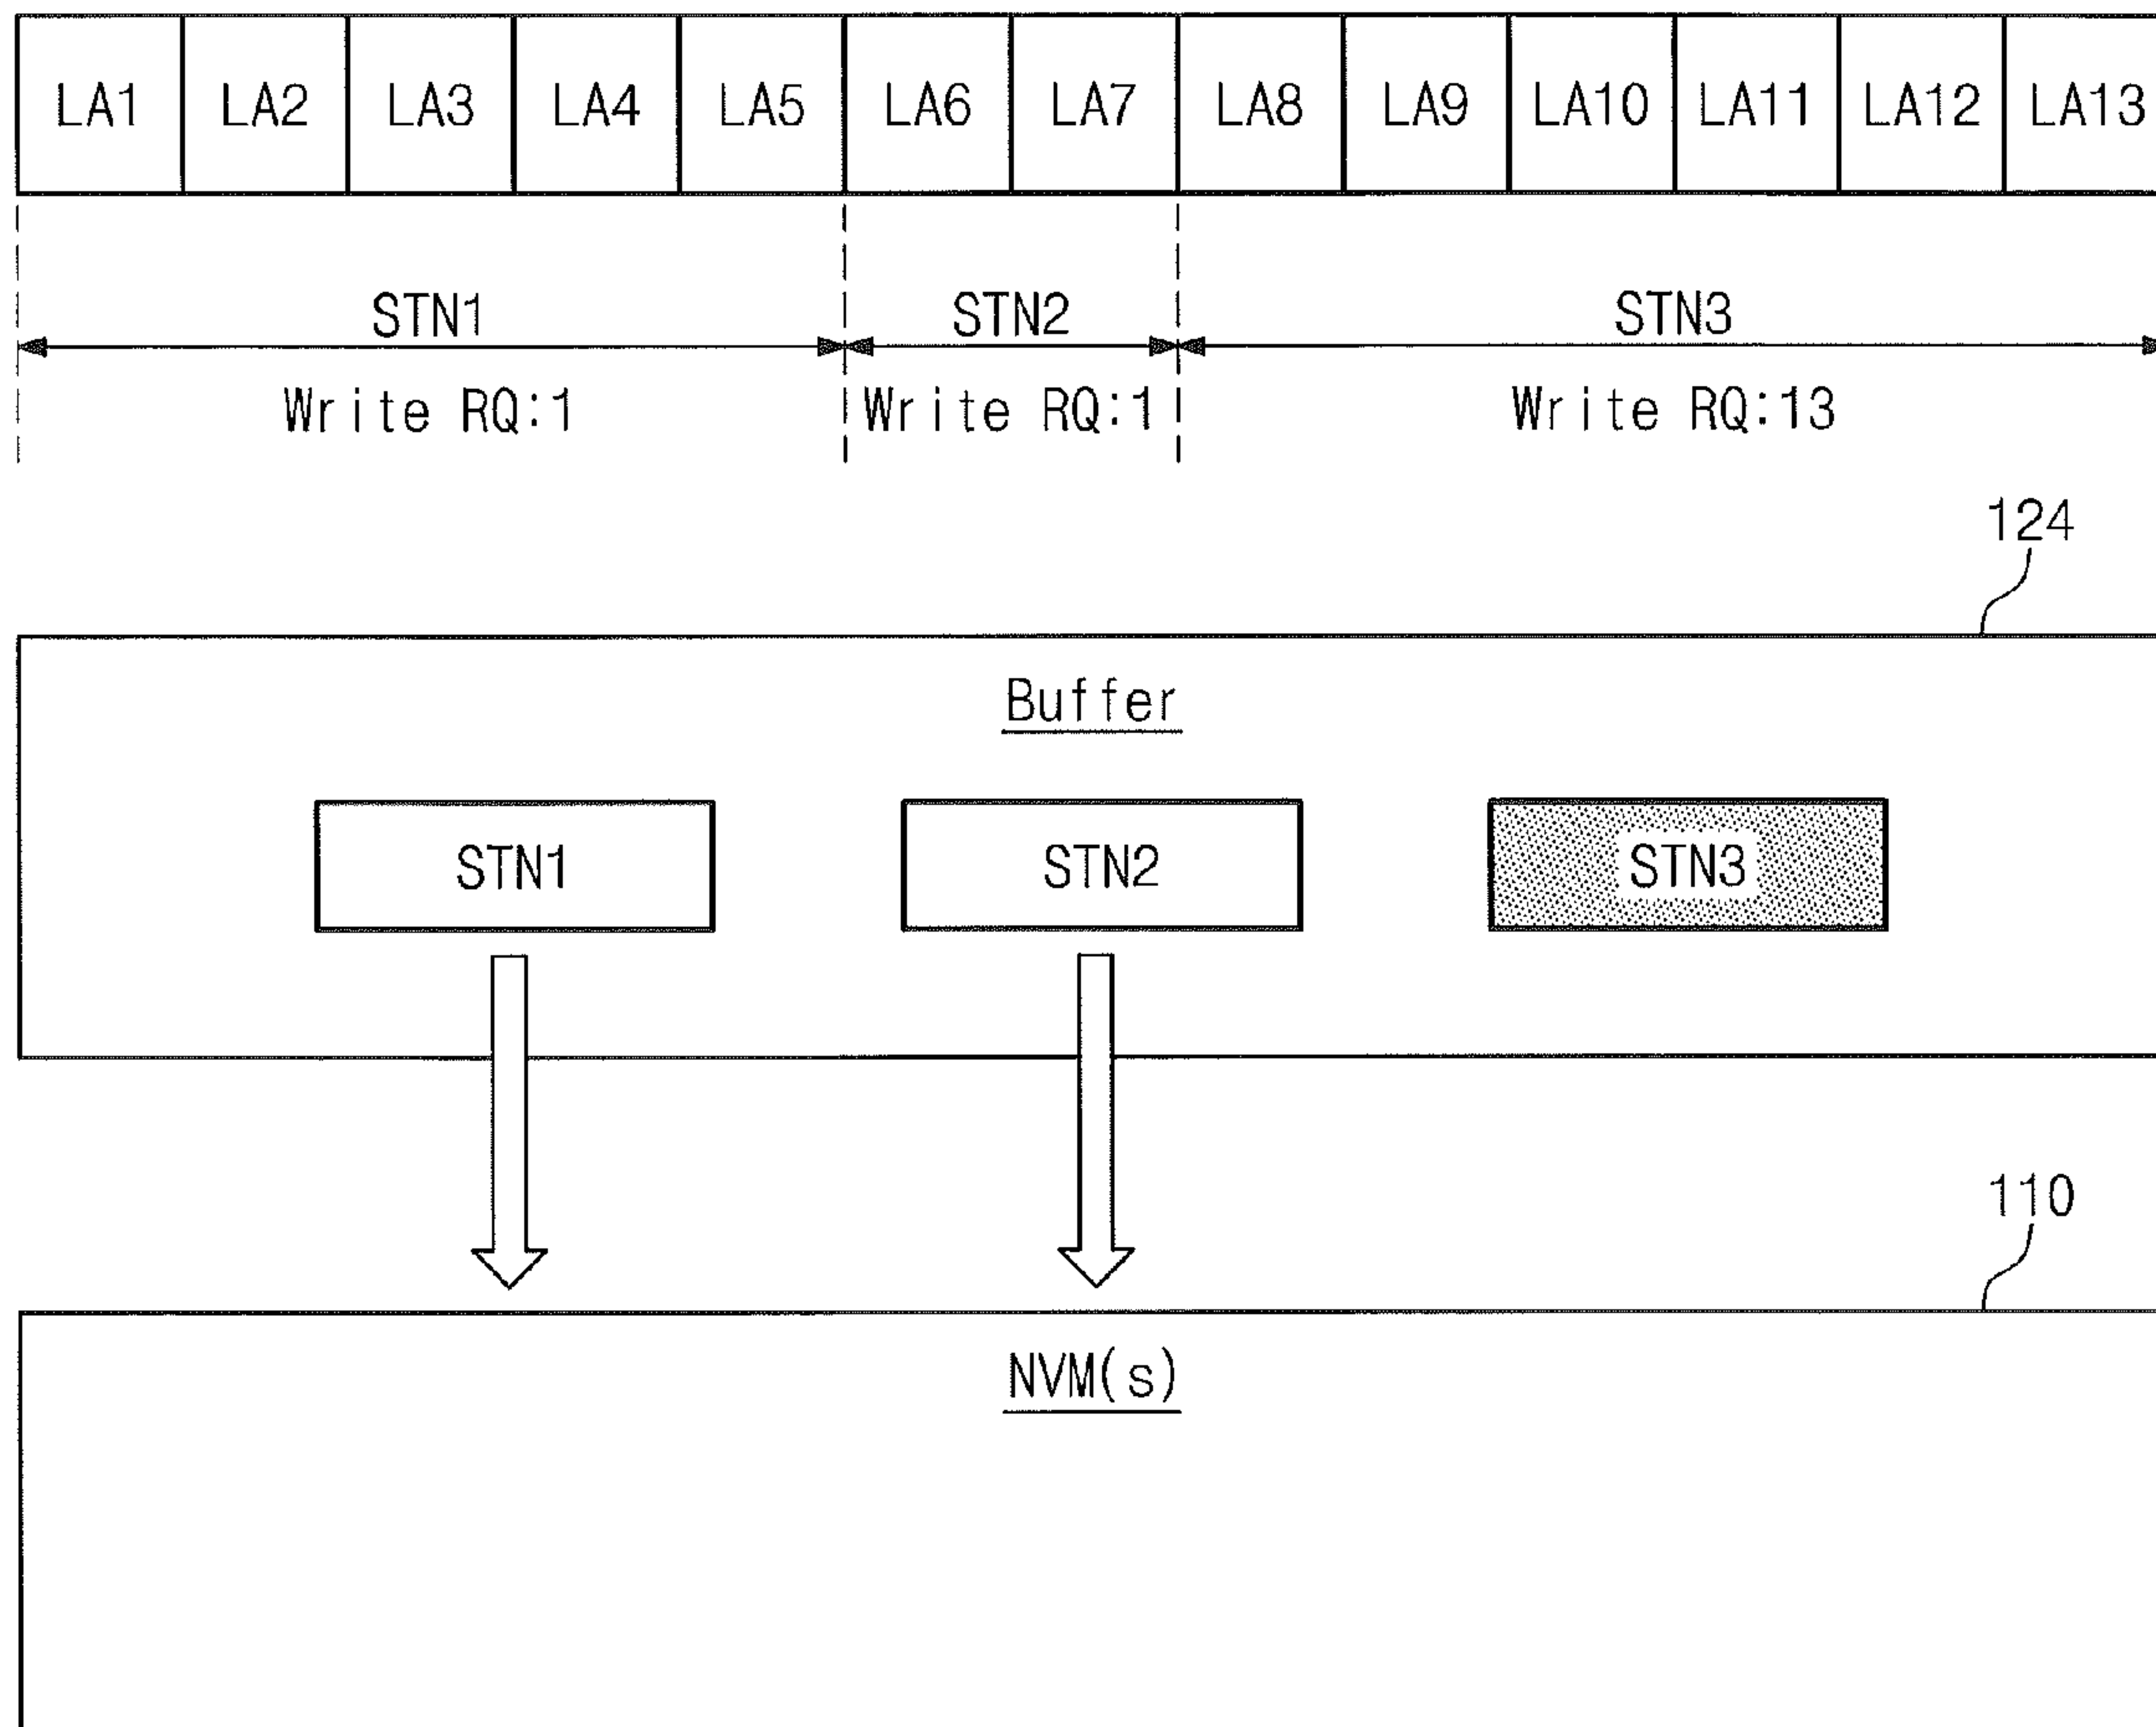 LA1 LA2 LA3 LA4 LA5 LA6 LA7 LA8 LA9 LA10 LA11 LA12 LA13
STN1 STN2 STN3
Write RQ:1 Write RQ:1 Write RQ:13
124
Buffer
STN1 STN2 STN3
110
NVM(s)